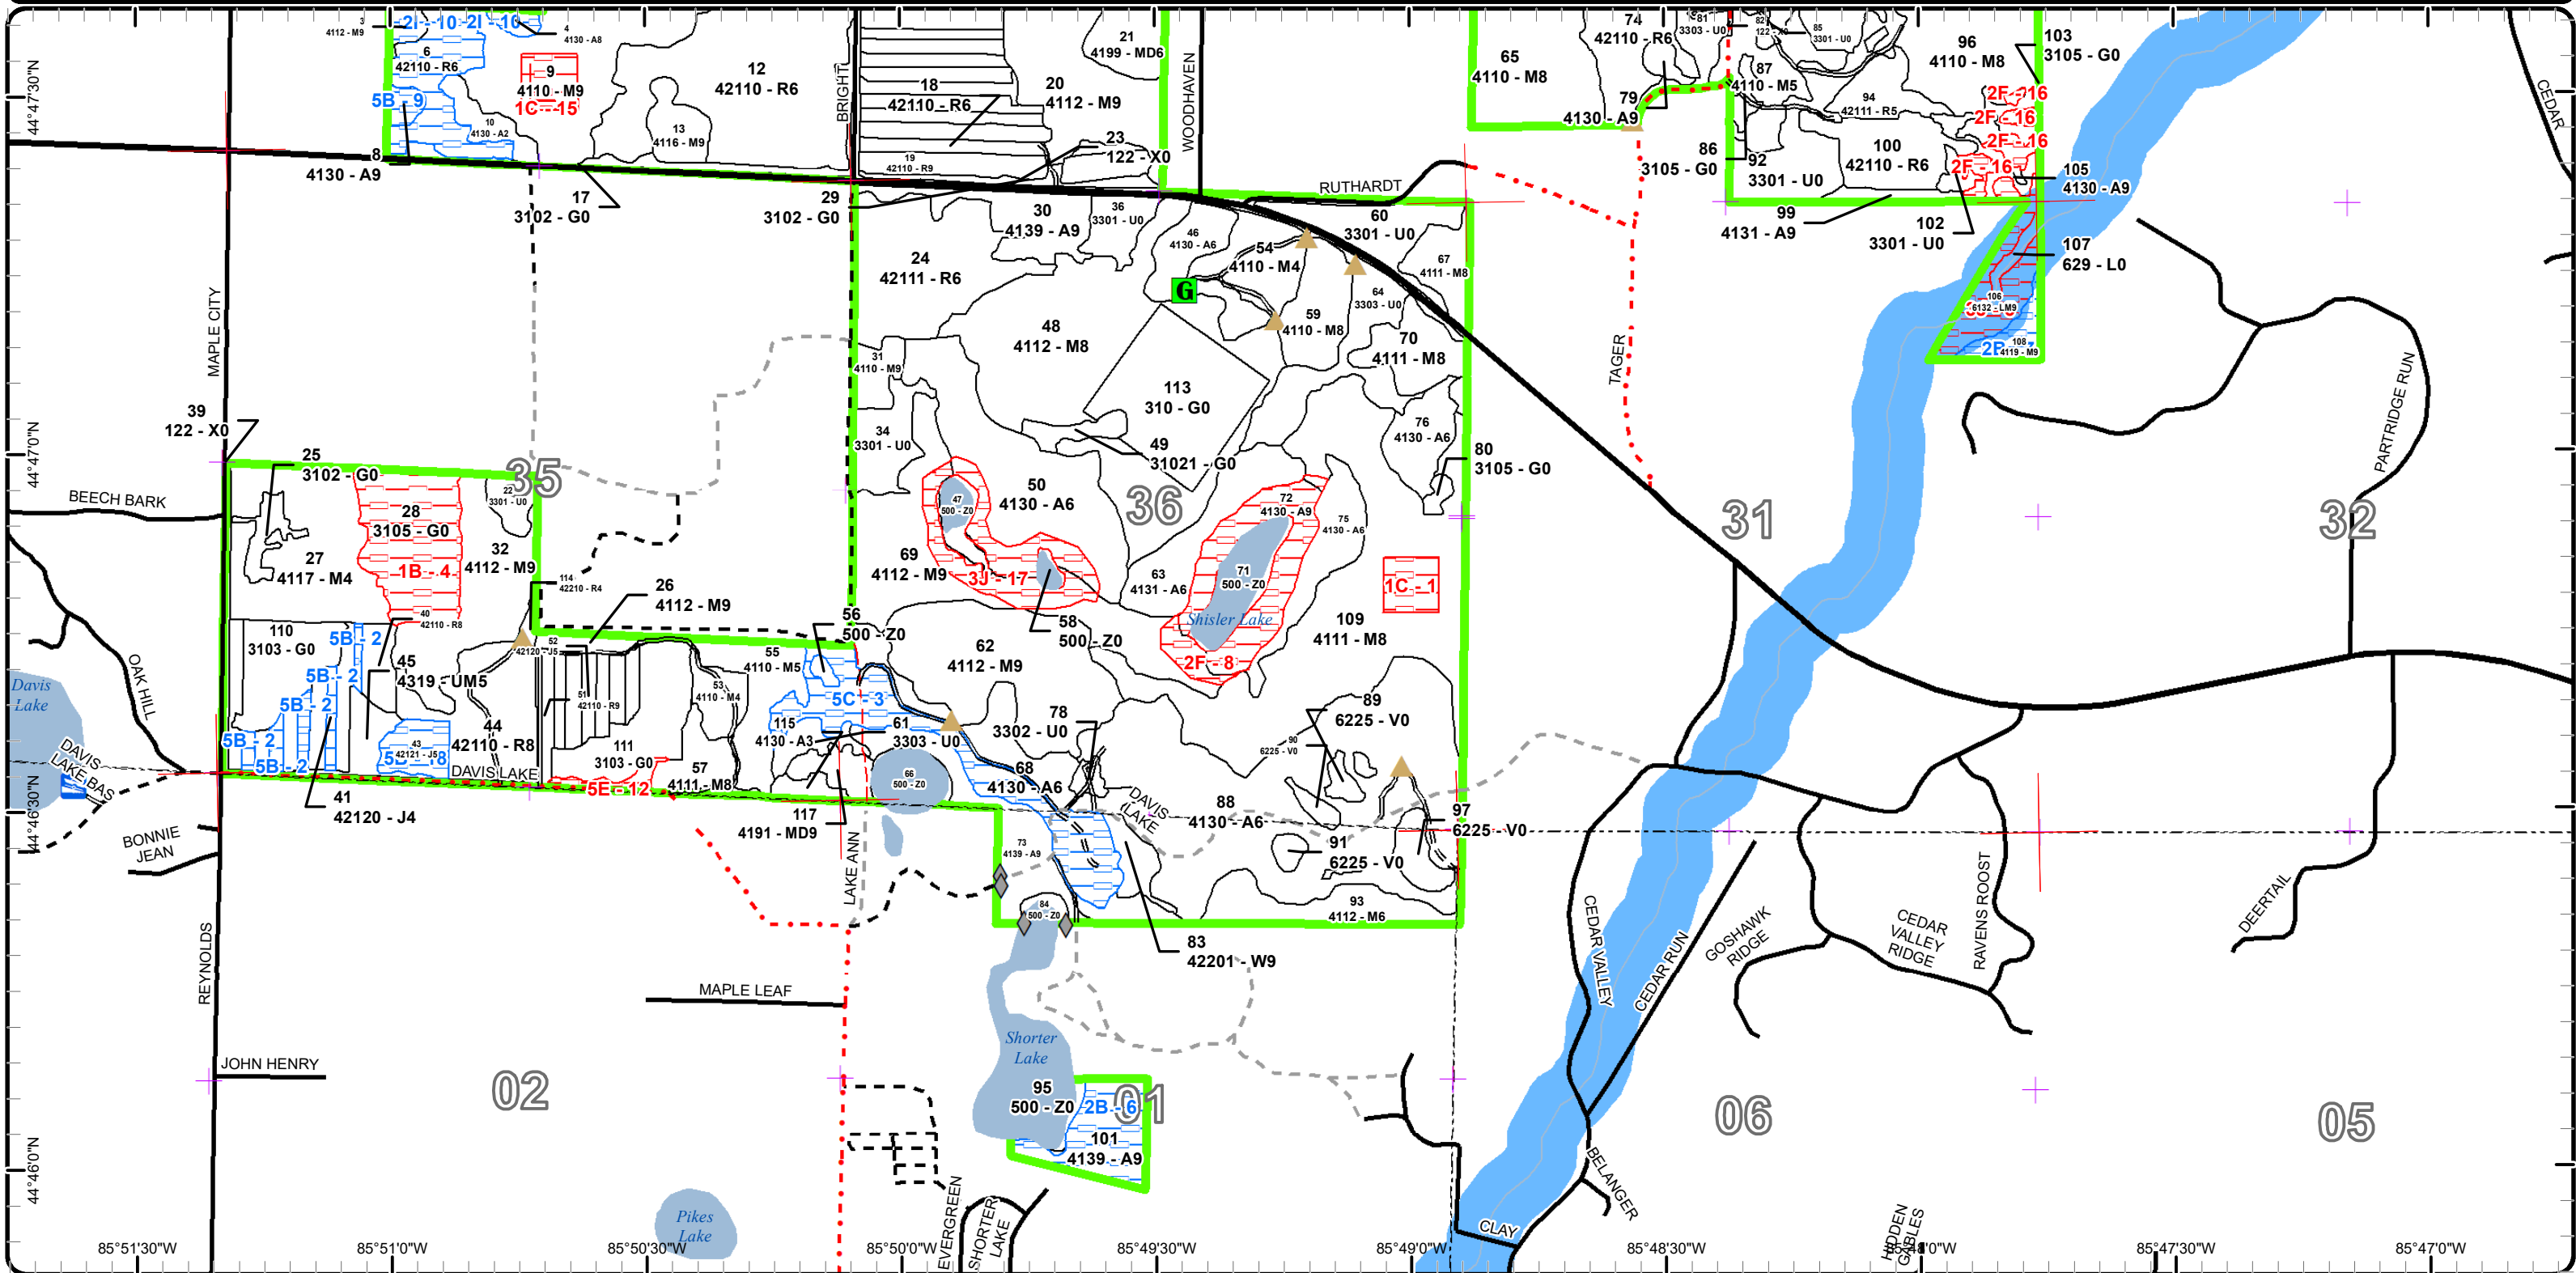 3
4112 - M9
2I - 10
2I - 10
4
4130 - A8
6
42110 - R6
9
4110 - M9
1C - 15
5B - 9
10
4130 - A2
8
4130 - A9
12
42110 - R6
13
4116 - M9
BRIGHT
18
42110 - R6
19
42110 - R9
20
4112 - M9
21
4199 - MD6
23
122 - X0
WOODHAVEN
65
4110 - M8
74
42110 - R6
81
3303 - U0
82
122 - X0
85
3301 - U0
87
4110 - M5
79
4130 - A9
96
4110 - M8
103
3105 - G0
94
42111 - R5
2F - 16
2F - 16
2F - 16
2F - 16
86
3105 - G0
92
3301 - U0
100
42110 - R6
105
4130 - A9
CEDAR
44°47'30"N
17
3102 - G0
29
3102 - G0
RUTHARDT
30
4139 - A9
36
3301 - U0
60
3301 - U0
99
4131 - A9
102
3301 - U0
107
629 - L0
24
42111 - R6
46
4130 - A6
54
4110 - M4
G
67
4111 - M8
64
3303 - U0
59
4110 - M8
70
4111 - M8
106
6132 - LM9
108
4119 - M9
MAPLE CITY
TAGER
PARTRIDGE RUN
48
4112 - M8
31
4110 - M9
113
310 - G0
34
3301 - U0
49
31021 - G0
76
4130 - A6
80
3105 - G0
39
122 - X0
25
3102 - G0
44°47'0"N
35
36
31
32
BEECH BARK
22
3301 - U0
28
3105 - G0
1B - 4
27
4117 - M4
32
4112 - M9
47
500 - Z0
50
4130 - A6
69
4112 - M9
3J - 17
58
500 - Z0
72
4130 - A9
75
4130 - A6
63
4131 - A6
71
500 - Z0
Shisler Lake
2F - 8
1C - 1
109
4111 - M8
114
42210 - R4
26
4112 - M9
56
500 - Z0
40
42110 - R8
110
3103 - G0
5B - 2
5B - 2
5B - 2
5B - 2
5B - 2
45
4319 - UM5
52
42120 - J5
51
42110 - R9
53
4110 - M4
55
4110 - M5
5C - 3
62
4112 - M9
OAK HILL
Davis
Lake
DAVIS
LAKE BAS
43
42121 - J5
44
42110 - R8
DAVIS LAKE
111
3103 - G0
5E - 12
57
4111 - M8
115
4130 - A3
61
3303 - U0
66
500 - Z0
78
3302 - U0
68
4130 - A6
DAVIS
LAKE
89
6225 - V0
90
6225 - V0
88
4130 - A6
91
6225 - V0
97
6225 - V0
41
42120 - J4
117
4191 - MD9
44°46'30"N
BONNIE
JEAN
LAKE ANN
73
4139 - A9
84
500 - Z0
83
42201 - W9
93
4112 - M6
REYNOLDS
MAPLE LEAF
JOHN HENRY
02
01
06
05
Shorter
Lake
95
500 - Z0
2B - 6
101
4139 - A9
CEDAR VALLEY
CEDAR RUN
GOSHAWK
RIDGE
CEDAR
VALLEY
RIDGE
RAVENS ROOST
DEERTAIL
BELANGER
CLAY
HIDDEN
GABLES
EVERGREEN
SHORTER
LAKE
Pikes
Lake
44°46'0"N
85°51'30"W
85°51'0"W
85°50'30"W
85°50'0"W
85°49'30"W
85°49'0"W
85°48'30"W
85°48'0"W
85°47'30"W
85°47'0"W